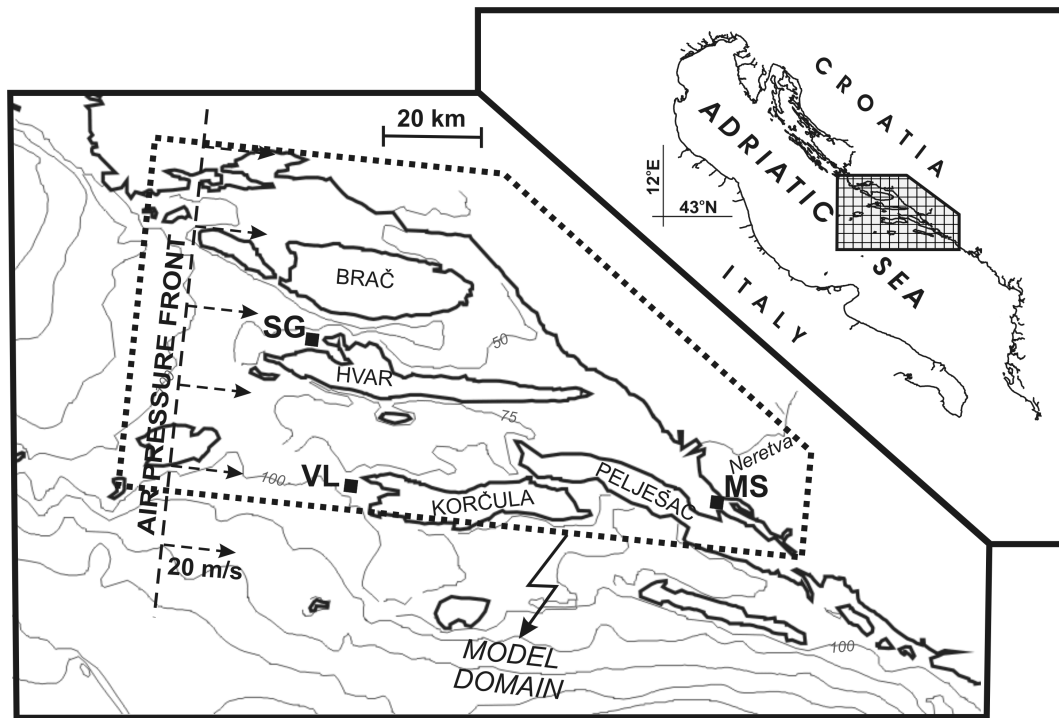 CROATIA
ADRIATIC
SEA
ITALY
12°E
43°N
20 km
AIR PRESSURE FRONT
BRAČ
SG
50
HVAR
75
Neretva
VL
100
KORČULA
PELJEŠAC
MS
20 m/s
MODEL
DOMAIN
100